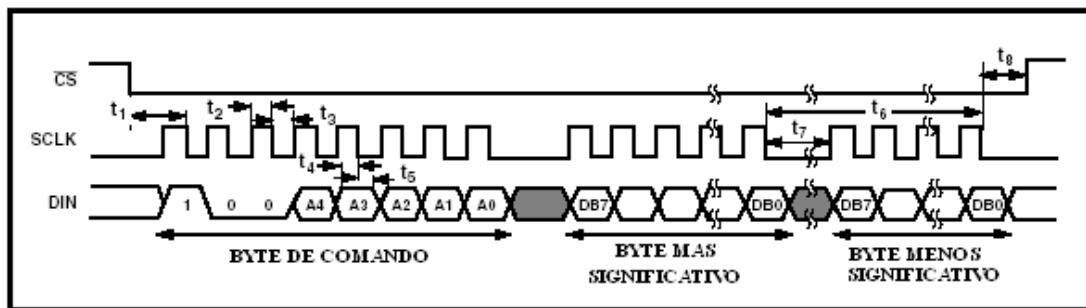 t8
CS
t1
t2
t3
t6
SCLK
t7
t4
t5
DIN
1 0 0 A4 A3 A2 A1 A0 DB7 DB0 DB7 DB0
BYTE DE COMANDO
BYTE MAS
SIGNIFICATIVO
BYTE MENOS
SIGNIFICATIVO